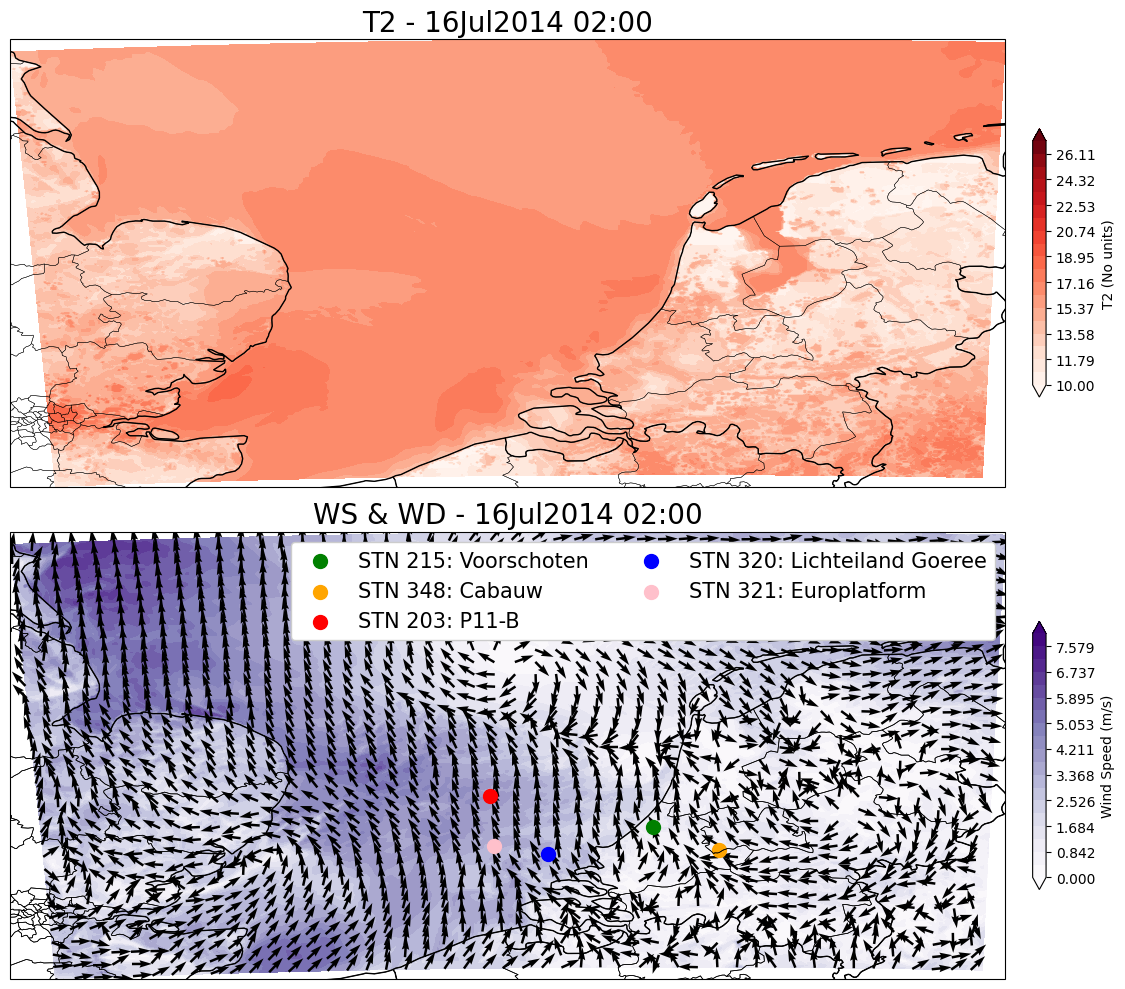 T2 - 16Jul2014 02:00
26.11
24.32
22.53
20.74
18.95
17.16
15.37
13.58
11.79
10.00
T2 (No units)
WS & WD - 16Jul2014 02:00
STN 215: Voorschoten
STN 348: Cabauw
STN 203: P11-B
STN 320: Lichteiland Goeree
STN 321: Europlatform
7.579
6.737
5.895
5.053
4.211
3.368
2.526
1.684
0.842
0.000
Wind Speed (m/s)